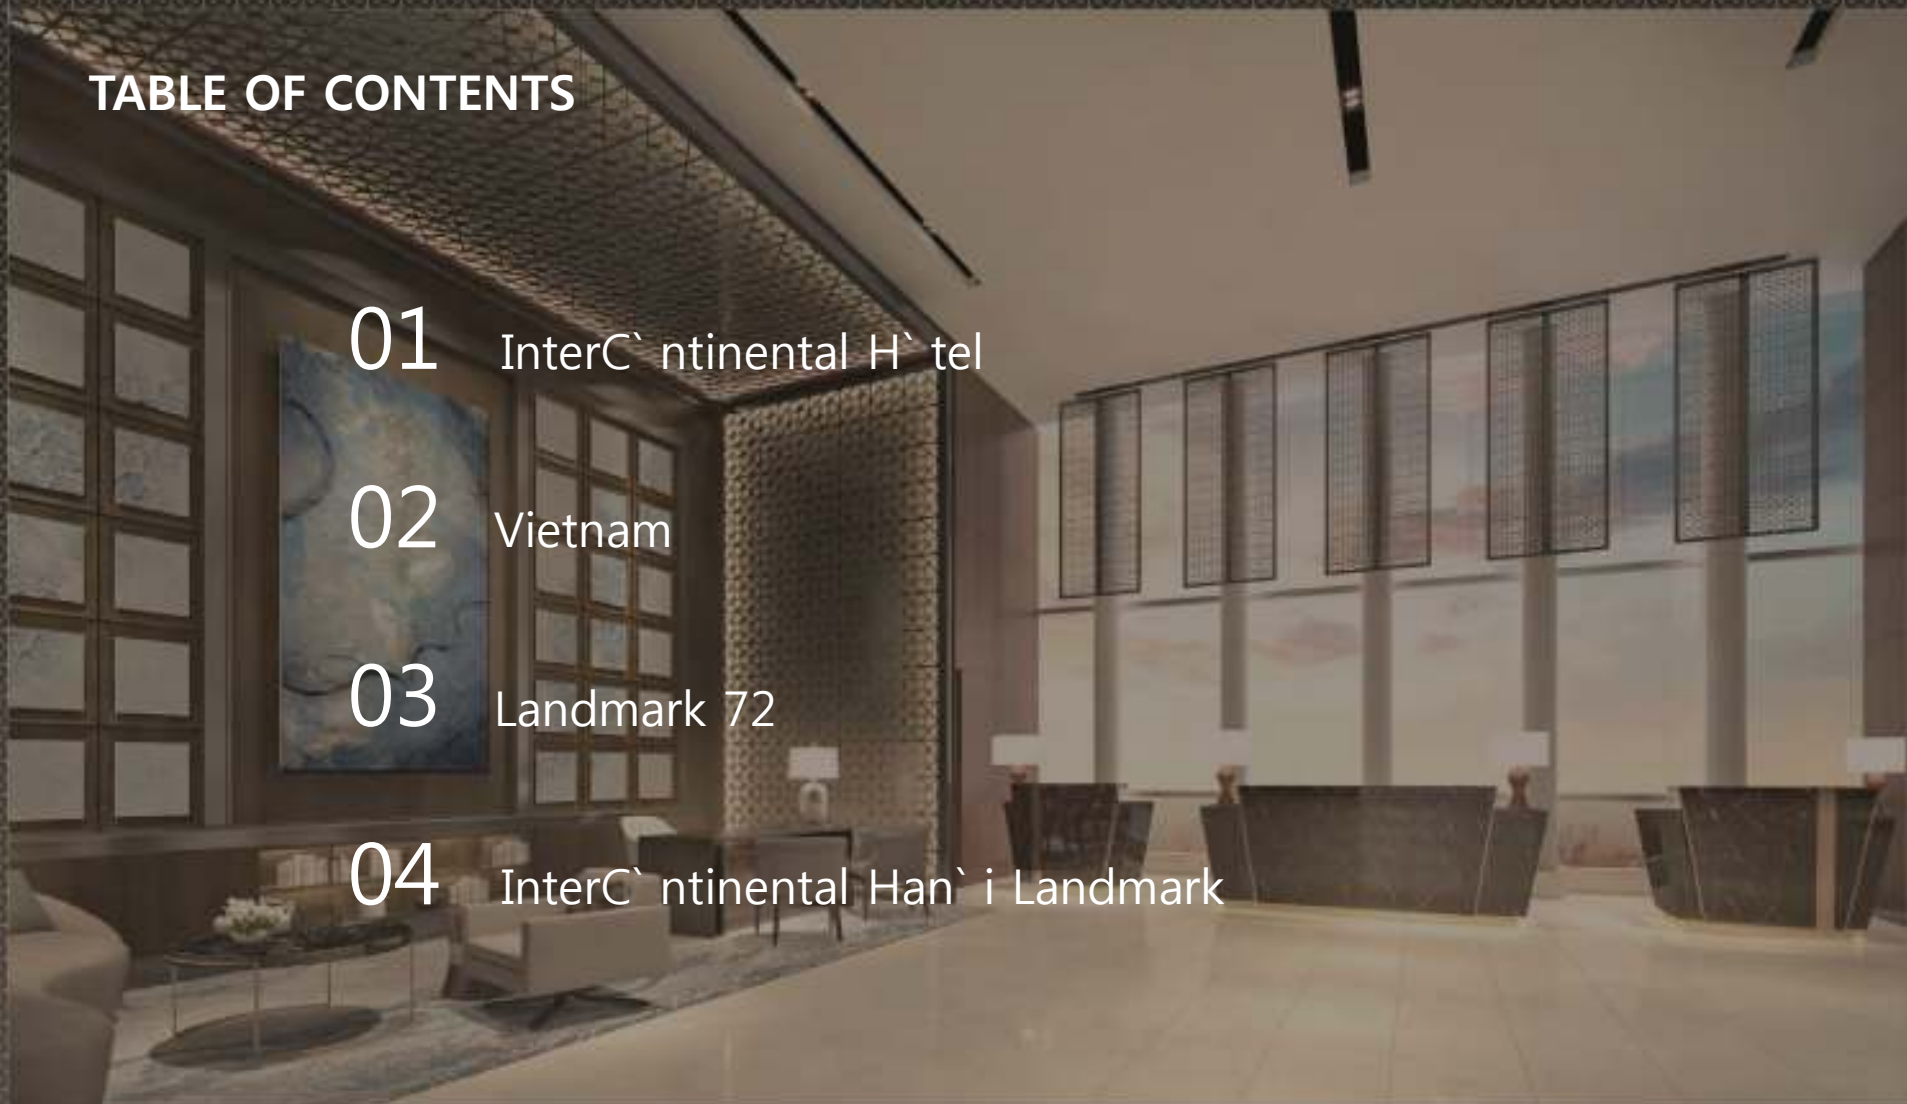 TABLE OF CONTENTS
01 InterC` ntinental H` tel
02 Vietnam
03 Landmark 72
04 InterC` ntinental Han` i Landmark